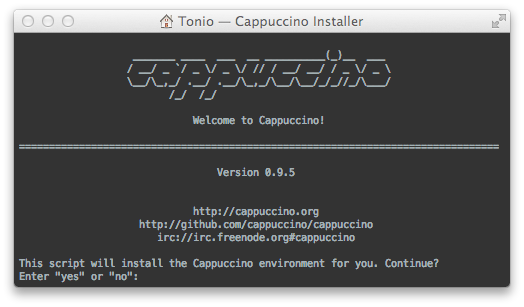 Tonio — Cappuccino Installer
cappuccino
Welcome to Cappuccino!
Version 0.9.5
http://cappuccino.org
http://github.com/cappuccino/cappuccino
irc://irc.freenode.org#cappuccino
This script will install the Cappuccino environment for you. Continue?
Enter "yes" or "no":